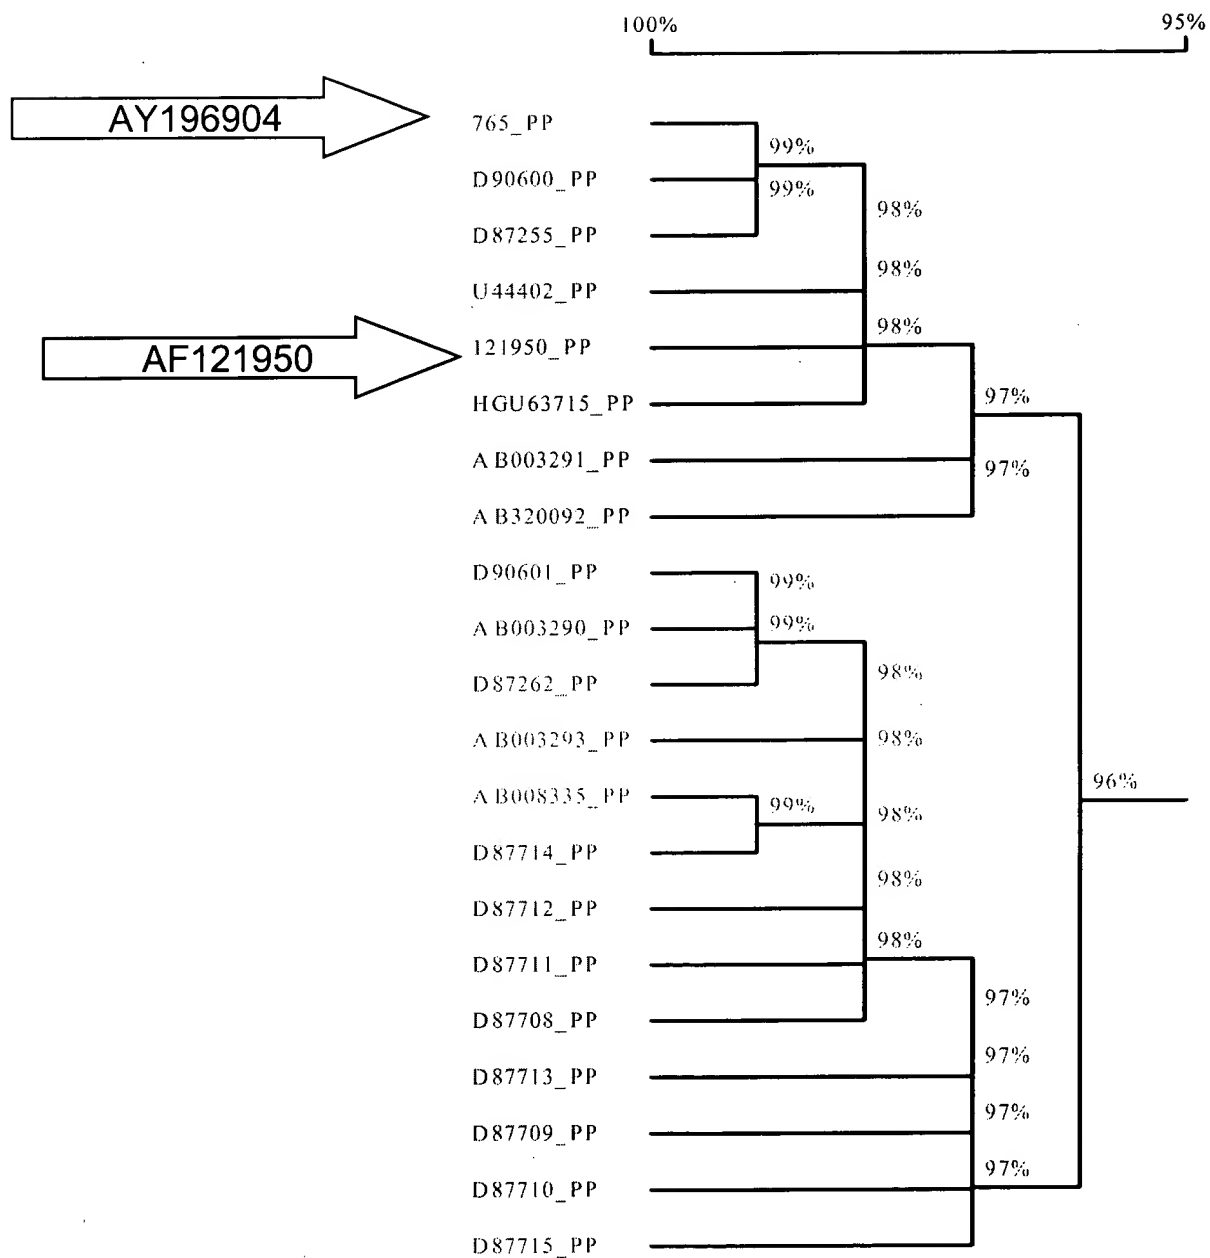 100% 95%
AY196904
765_PP
99%
D90600_PP
99%
98%
D87255_PP
98%
U44402_PP
98%
AF121950
121950_PP
97%
HGU63715_PP
AB003291_PP
97%
AB320092_PP
D90601_PP
99%
AB003290_PP
99%
98%
D87262_PP
AB003293_PP
98%
AB008335_PP
99%
98%
96%
D87714_PP
98%
D87712_PP
98%
D87711_PP
97%
D87708_PP
97%
D87713_PP
97%
D87709_PP
97%
D87710_PP
D87715_PP